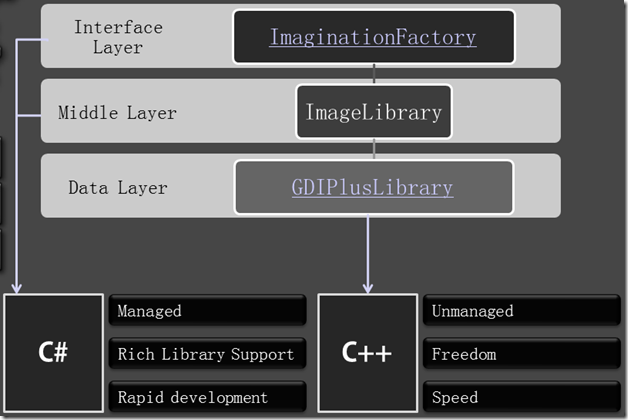 Interface
Layer
ImaginationFactory
Middle Layer
ImageLibrary
Data Layer
GDIPlusLibrary
C#
Managed
Rich Library Support
Rapid development
C++
Unmanaged
Freedom
Speed